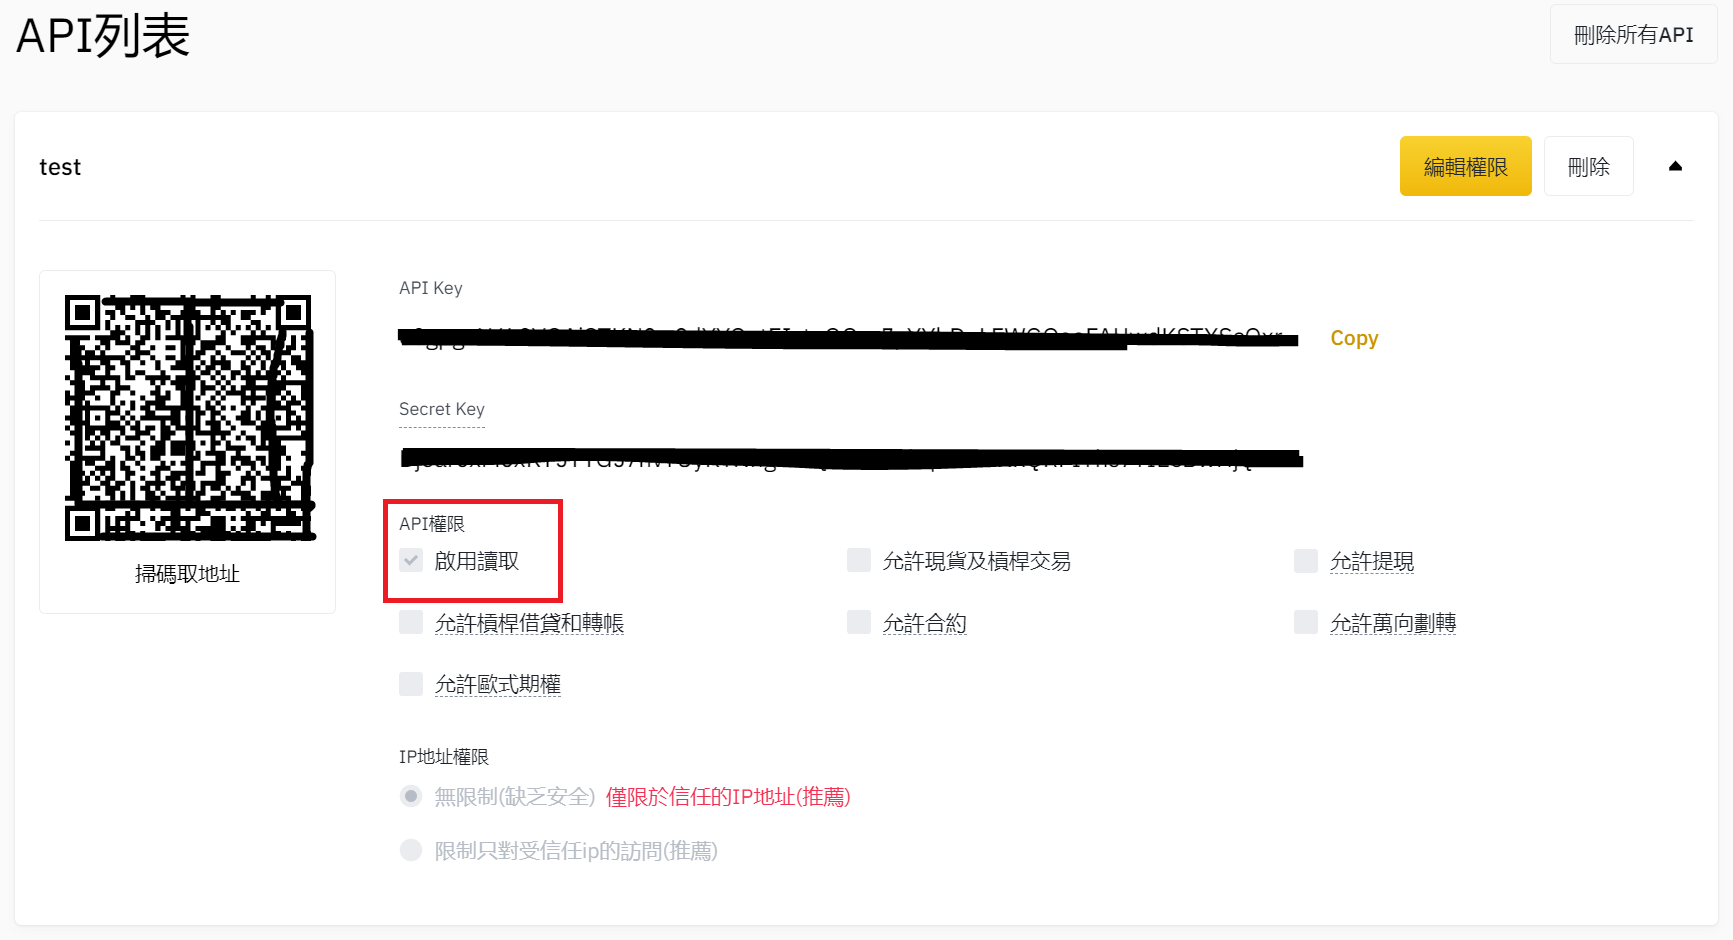 API列表
刪除所有API
test
編輯權限
刪除
API Key
Copy
Secret Key
API權限
啟用讀取
允許現貨及槓桿交易
允許提現
掃碼取地址
允許槓桿借貸和轉帳
允許合約
允許萬向劃轉
允許歐式期權
IP地址權限
無限制(缺乏安全) 僅限於信任的IP地址(推薦)
限制只對受信任ip的訪問(推薦)